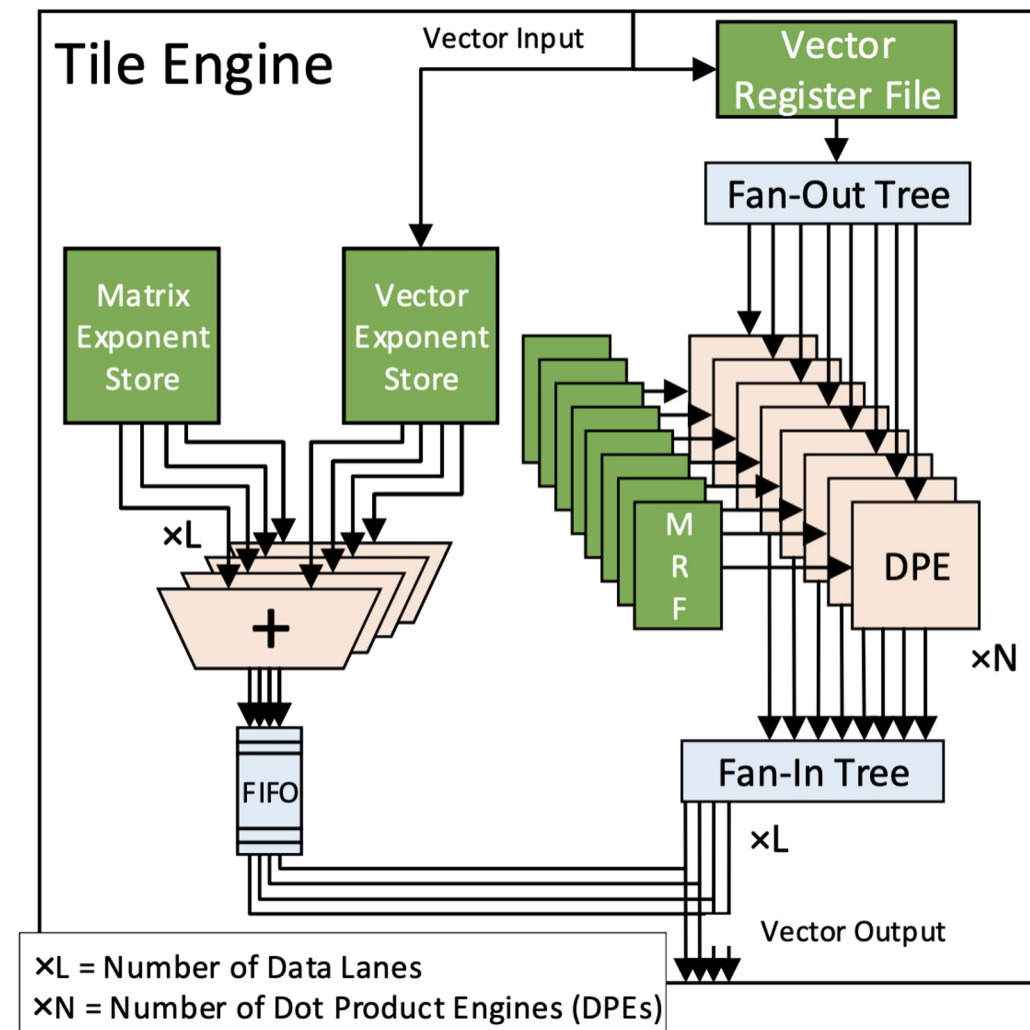 Tile Engine
Vector Input
Vector
Register File
Fan-Out Tree
Matrix
Exponent
Store
Vector
Exponent
Store
×L
+
M
R
F
DPE
×N
FIFO
Fan-In Tree
×L
Vector Output
×L = Number of Data Lanes
×N = Number of Dot Product Engines (DPEs)